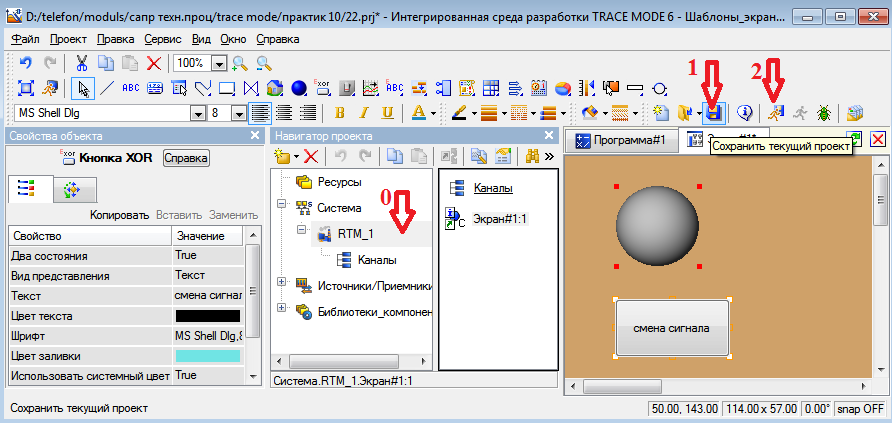 D:/telefon/moduls/сапр техн.проц/trace mode/практик 10/22.prj* - Интегрированная среда разработки TRACE MODE 6 - Шаблоны_экран...
Файл Проект Правка Сервис Вид Окно Справка
100%
ABC
Exor
ABC
1
2
MS Shell Dlg
8
B I U A
Свойства объекта
Exor Кнопка XOR Справка
Копировать Вставить Заменить
Свойство Значение
Два состояния True
Вид представления Текст
Текст смена сигнал
Цвет текста
Шрифт MS Shell Dlg,8
Цвет заливки
Использовать системный цвет True
Навигатор проекта
Ресурсы
Система
0
RTM_1
Каналы
Источники/Приемники
Библиотеки_компонен
Каналы
Экран#1:1
C
Система.RTM_1.Экран#1:1
Программа#1
Сохранить текущий проект
смена сигнала
Сохранить текущий проект
50.00, 143.00 114.00 x 57.00 0.00° snap OFF